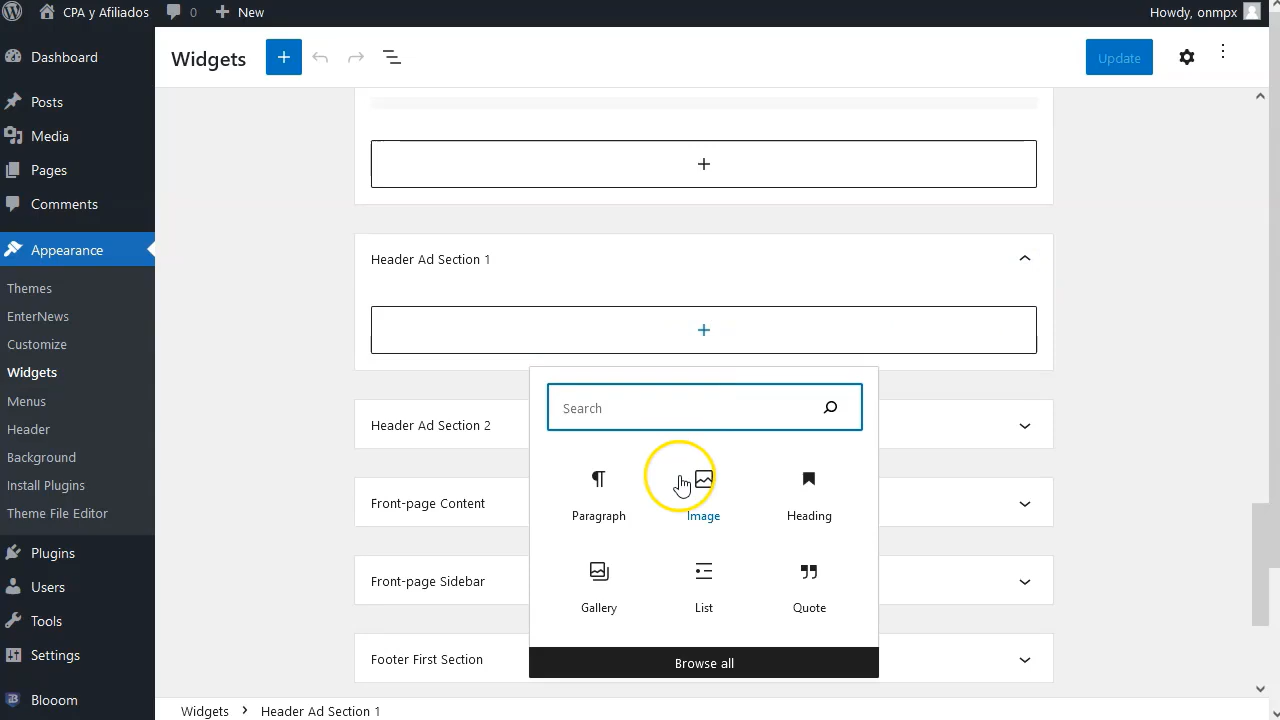 CPA y Afiliados
0
New
Howdy, onmpx
Dashboard
Posts
Media
Pages
Comments
Appearance
Themes
EnterNews
Customize
Widgets
Menus
Header
Background
Install Plugins
Theme File Editor
Plugins
Users
Tools
Settings
Blooom
Widgets
Update
Header Ad Section 1
Search
Paragraph
Image
Heading
Gallery
List
Quote
Browse all
Header Ad Section 2
Front-page Content
Front-page Sidebar
Footer First Section
Widgets > Header Ad Section 1